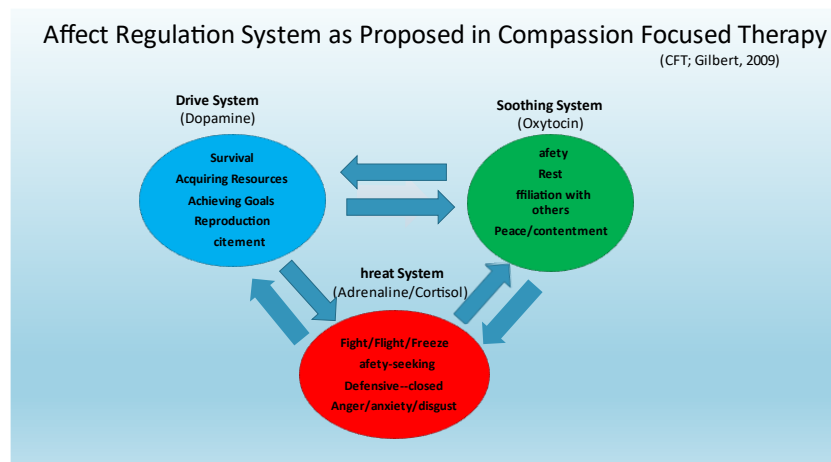 Affect Regulation System as Proposed in Compassion Focused Therapy
(CFT; Gilbert, 2009)
Drive System
(Dopamine)
Survival
Acquiring Resources
Achieving Goals
Reproduction
citement
Soothing System
(Oxytocin)
afety
Rest
ffiliation with
others
Peace/contentment
hreat System
(Adrenaline/Cortisol)
Fight/Flight/Freeze
afety-seeking
Defensive--closed
Anger/anxiety/disgust